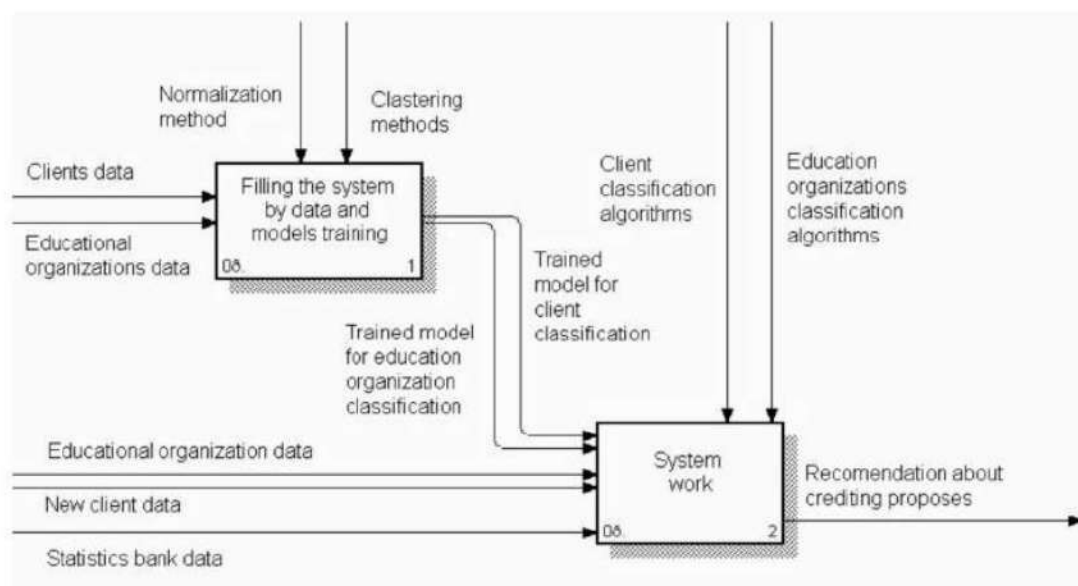 Normalization
method
Clastering
methods
Clients data
Educational
organizations data
Filling the system
by data and
models training
0ð.
1
Client
classification
algorithms
Education
organizations
classification
algorithms
Trained
model for
client
classification
Trained model
for education
organization
classification
Educational organization data
New client data
Statistics bank data
System
work
0ð.
2
Recomendation about
crediting proposes